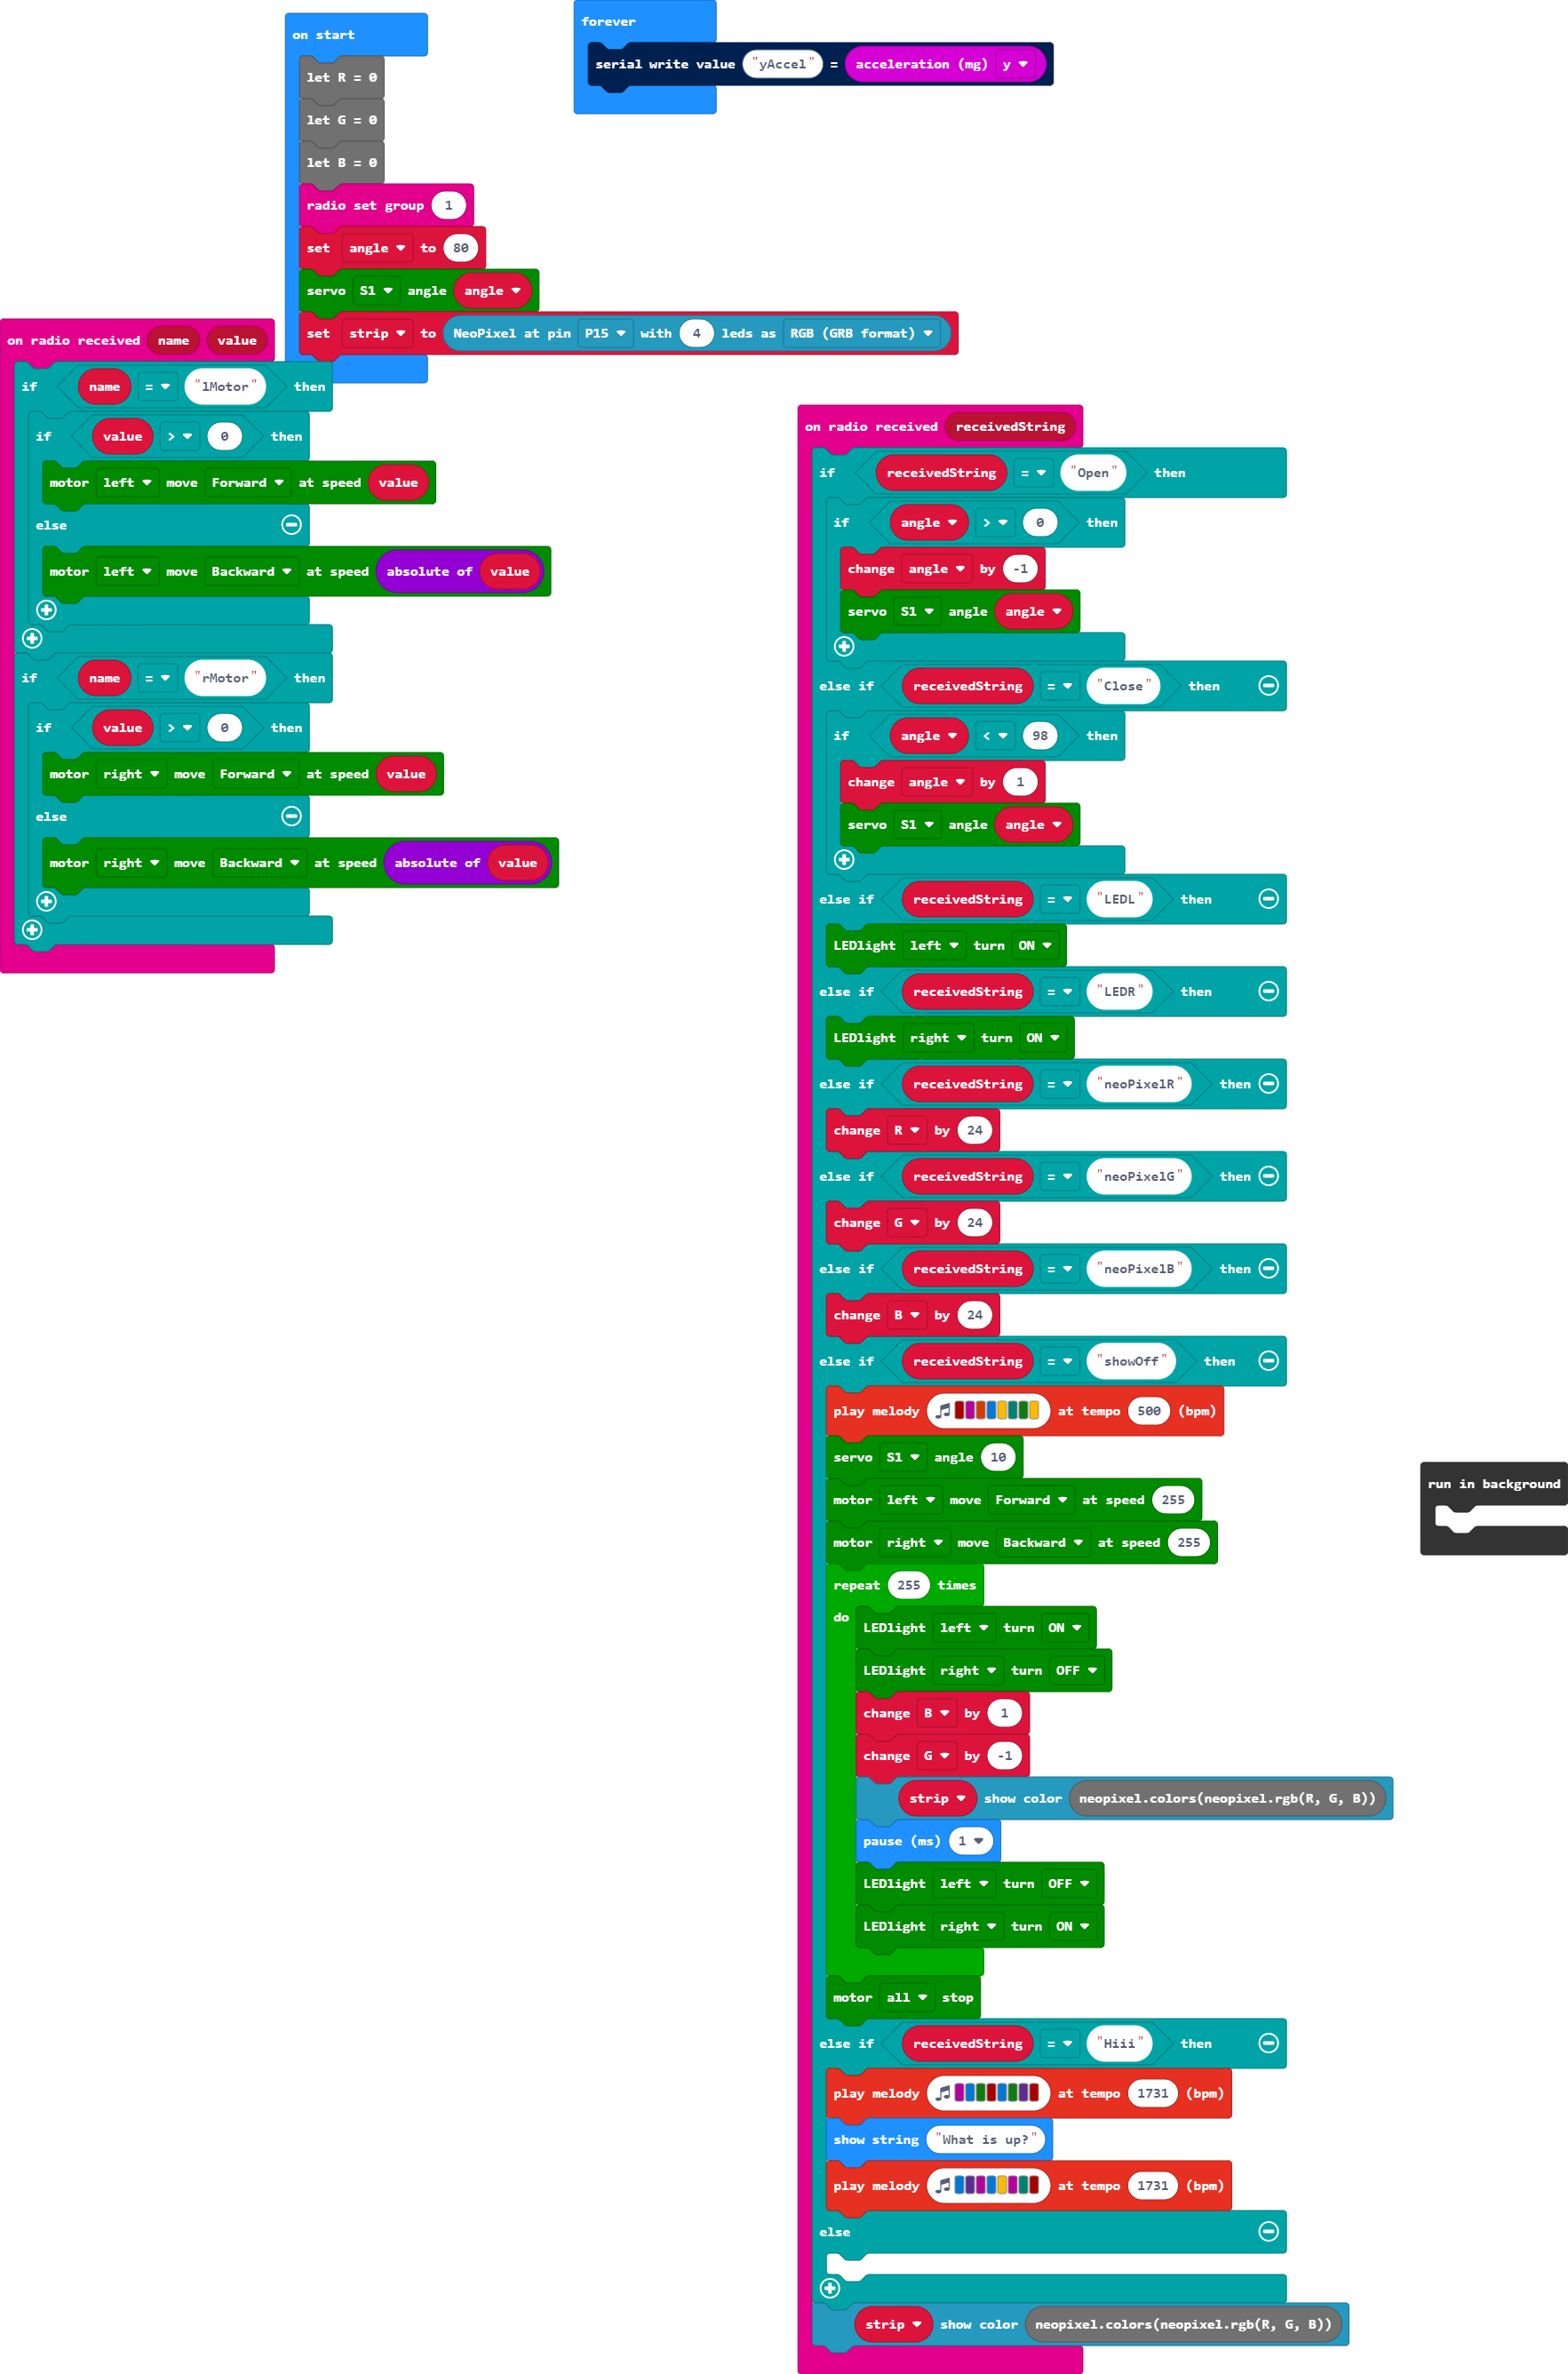 on start
let R = 0
let G = 0
let B = 0
radio set group 1
set angle to 80
servo S1 angle angle
set strip to NeoPixel at pin P15 with 4 leds as RGB (GRB format)
forever
serial write value "yAccel" = acceleration (mg) y
on radio received name value
if name = "lMotor" then
if value > 0 then
motor left move Forward at speed value
else
motor left move Backward at speed absolute of value
if name = "rMotor" then
if value > 0 then
motor right move Forward at speed value
else
motor right move Backward at speed absolute of value
on radio received receivedString
if receivedString = "Open" then
if angle > 0 then
change angle by -1
servo S1 angle angle
else if receivedString = "Close" then
if angle < 98 then
change angle by 1
servo S1 angle angle
else if receivedString = "LEDL" then
LEDlight left turn ON
else if receivedString = "LEDR" then
LEDlight right turn ON
else if receivedString = "neoPixelR" then
change R by 24
else if receivedString = "neoPixelG" then
change G by 24
else if receivedString = "neoPixelB" then
change B by 24
else if receivedString = "showOff" then
play melody at tempo 500 (bpm)
servo S1 angle 10
motor left move Forward at speed 255
motor right move Backward at speed 255
repeat 255 times
do
LEDlight left turn ON
LEDlight right turn OFF
change B by 1
change G by -1
strip show color neopixel.colors(neopixel.rgb(R, G, B))
pause (ms) 1
LEDlight left turn OFF
LEDlight right turn ON
motor all stop
else if receivedString = "Hiii" then
play melody at tempo 1731 (bpm)
show string "What is up?"
play melody at tempo 1731 (bpm)
else
strip show color neopixel.colors(neopixel.rgb(R, G, B))
run in background